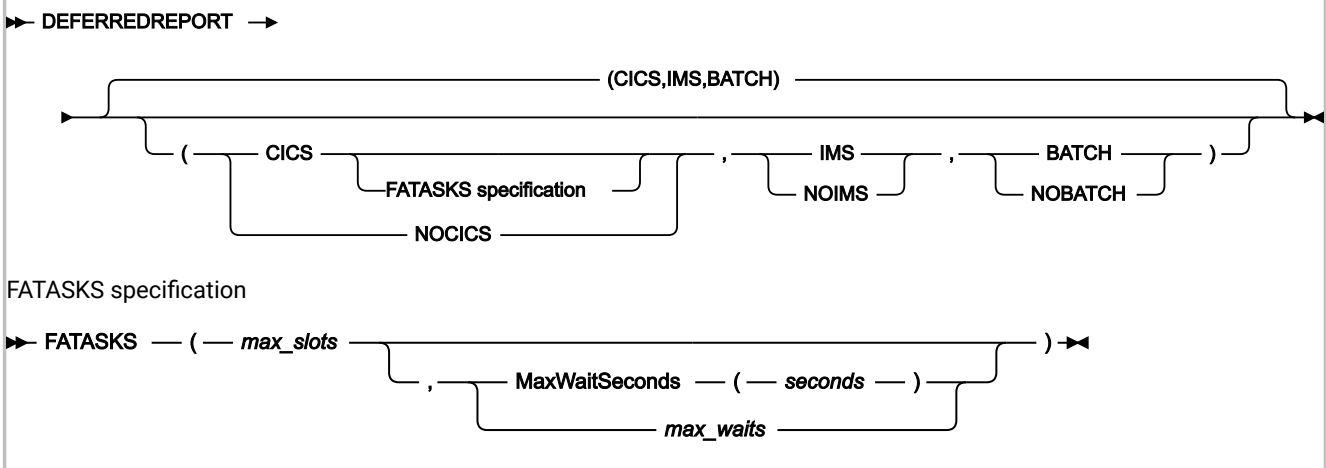 DEFERREDREPORT
(CICS,IMS,BATCH)
( CICS , IMS , BATCH )
FATASKS specification NOIMS NOBATCH
NOCICS
FATASKS specification
FATASKS ( max_slots )
, MaxWaitSeconds ( seconds )
max_waits